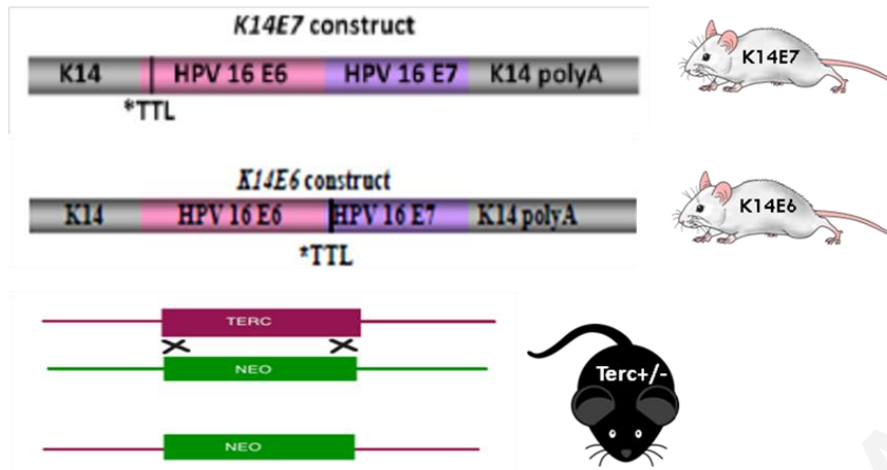 K14E7 construct
K14 HPV 16 E6 HPV 16 E7 K14 polyA
*TTL
K14E7
K14E6 construct
K14 HPV 16 E6 HPV 16 E7 K14 polyA
*TTL
K14E6
TERC
NEO
NEO
Terc+/-